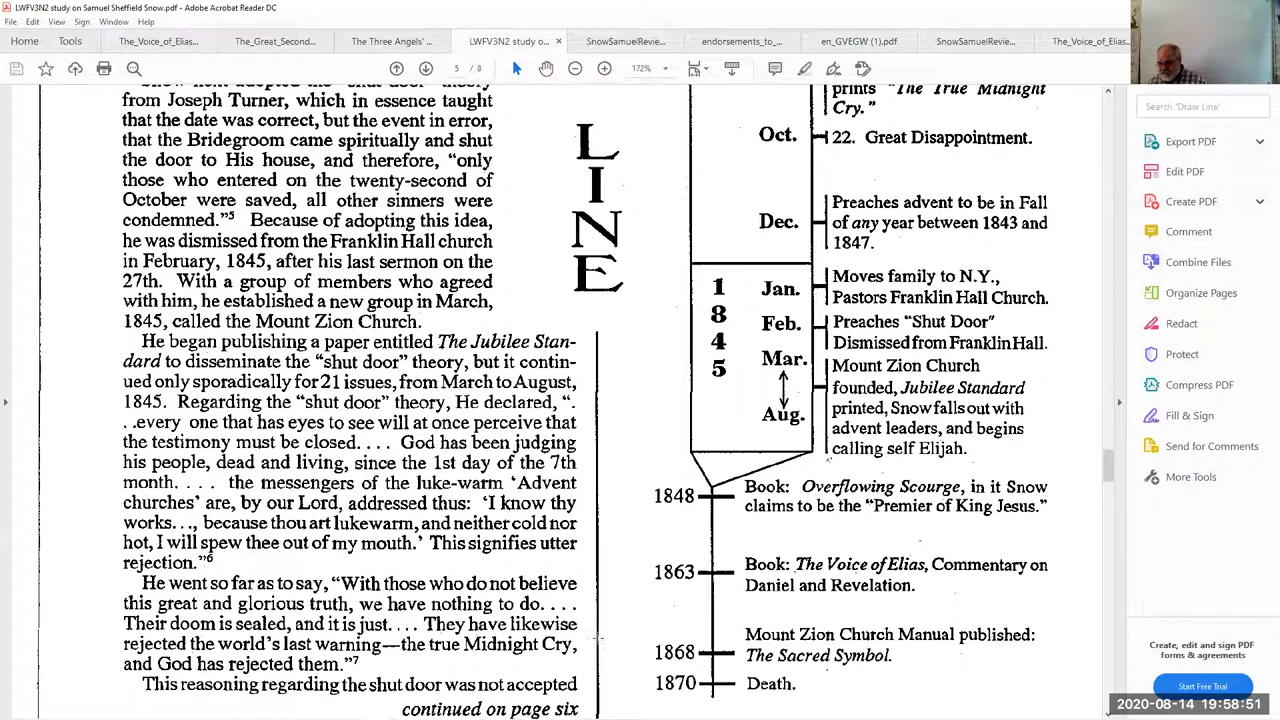 LWFV3N2 study on Samuel Sheffield Snow.pdf - Adobe Acrobat Reader DC
File Edit View Sign Window Help
Home Tools The_Voice_of_Elias... The_Great_Second... The Three Angels' ... LWFV3N2 study o... × SnowSamuelRevie... endorsements_to_... en_GVEGW (1).pdf SnowSamuelRevie... The_Voice_of_Elias...
5 / 8 172%
from Joseph Turner, which in essence taught
that the date was correct, but the event in error,
that the Bridegroom came spiritually and shut
the door to His house, and therefore, “only
those who entered on the twenty-second of
October were saved, all other sinners were
condemned.”5 Because of adopting this idea,
he was dismissed from the Franklin Hall church
in February, 1845, after his last sermon on the
27th. With a group of members who agreed
with him, he established a new group in March,
1845, called the Mount Zion Church.
He began publishing a paper entitled The Jubilee Stan-
dard to disseminate the “shut door” theory, but it contin-
ued only sporadically for 21 issues, from March to August,
1845. Regarding the “shut door” theory, He declared, “.
. .every one that has eyes to see will at once perceive that
the testimony must be closed. . . . God has been judging
his people, dead and living, since the 1st day of the 7th
month. . . . the messengers of the luke-warm ‘Advent
churches’ are, by our Lord, addressed thus: ‘I know thy
works. . ., because thou art lukewarm, and neither cold nor
hot, I will spew thee out of my mouth.’ This signifies utter
rejection.”6
He went so far as to say, “With those who do not believe
this great and glorious truth, we have nothing to do. . . .
Their doom is sealed, and it is just. . . . They have likewise
rejected the world’s last warning—the true Midnight Cry,
and God has rejected them.”7
This reasoning regarding the shut door was not accepted
continued on page six
L
I
N
E
prints “The True Midnight
Cry.”
Oct. 22. Great Disappointment.
Dec. Preaches advent to be in Fall
of any year between 1843 and
1847.
1
8
4
5
Jan. Moves family to N.Y.,
Pastors Franklin Hall Church.
Feb. Preaches “Shut Door”
Dismissed from Franklin Hall.
Mar. Mount Zion Church
founded, Jubilee Standard
printed, Snow falls out with
Aug. advent leaders, and begins
calling self Elijah.
1848 Book: Overflowing Scourge, in it Snow
claims to be the “Premier of King Jesus.”
1863 Book: The Voice of Elias, Commentary on
Daniel and Revelation.
1868 Mount Zion Church Manual published:
The Sacred Symbol.
1870 Death.
Search 'Draw Line'
Export PDF
Edit PDF
Create PDF
Comment
Combine Files
Organize Pages
Redact
Protect
Compress PDF
Fill & Sign
Send for Comments
More Tools
Create, edit and sign PDF
forms & agreements
Start Free Trial
2020-08-14 19:58:51